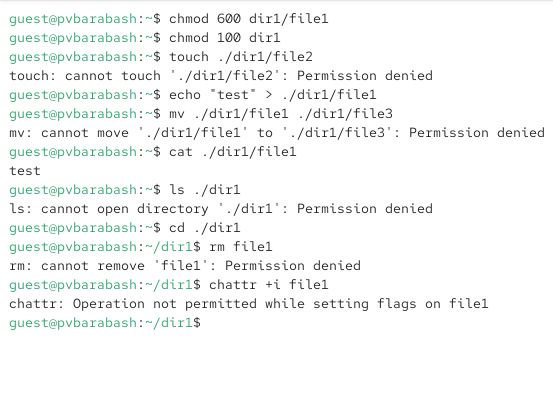 guest@pvbarabash:~$ chmod 600 dir1/file1
guest@pvbarabash:~$ chmod 100 dir1
guest@pvbarabash:~$ touch ./dir1/file2
touch: cannot touch './dir1/file2': Permission denied
guest@pvbarabash:~$ echo "test" > ./dir1/file1
guest@pvbarabash:~$ mv ./dir1/file1 ./dir1/file3
mv: cannot move './dir1/file1' to './dir1/file3': Permission denied
guest@pvbarabash:~$ cat ./dir1/file1
test
guest@pvbarabash:~$ ls ./dir1
ls: cannot open directory './dir1': Permission denied
guest@pvbarabash:~$ cd ./dir1
guest@pvbarabash:~/dir1$ rm file1
rm: cannot remove 'file1': Permission denied
guest@pvbarabash:~/dir1$ chattr +i file1
chattr: Operation not permitted while setting flags on file1
guest@pvbarabash:~/dir1$